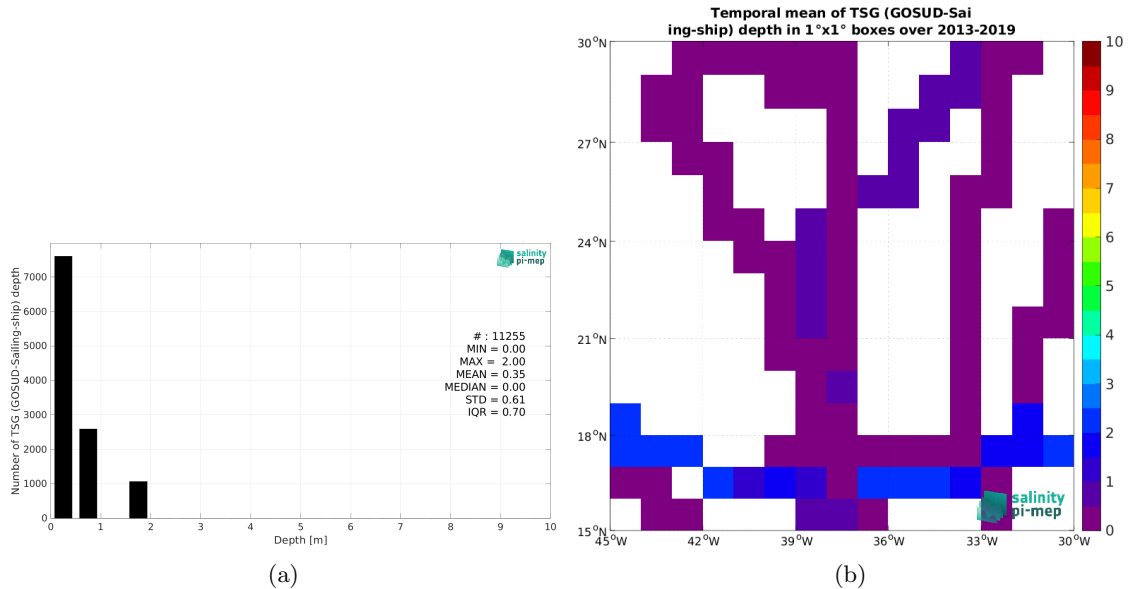 Temporal mean of TSG (GOSUD-Sai
ing-ship) depth in 1°x1° boxes over 2013-2019
Number of TSG (GOSUD-Sailing-ship) depth
7000
6000
5000
4000
3000
2000
1000
0
0 1 2 3 4 5 6 7 8 9 10
Depth [m]
salinity
pi-mep
# : 11255
MIN = 0.00
MAX = 2.00
MEAN = 0.35
MEDIAN = 0.00
STD = 0.61
IQR = 0.70
(a)
30°N
27°N
24°N
21°N
18°N
15°N
45°W 42°W 39°W 36°W 33°W 30°W
salinity
pi-mep
10
9
8
7
6
5
4
3
2
1
0
(b)